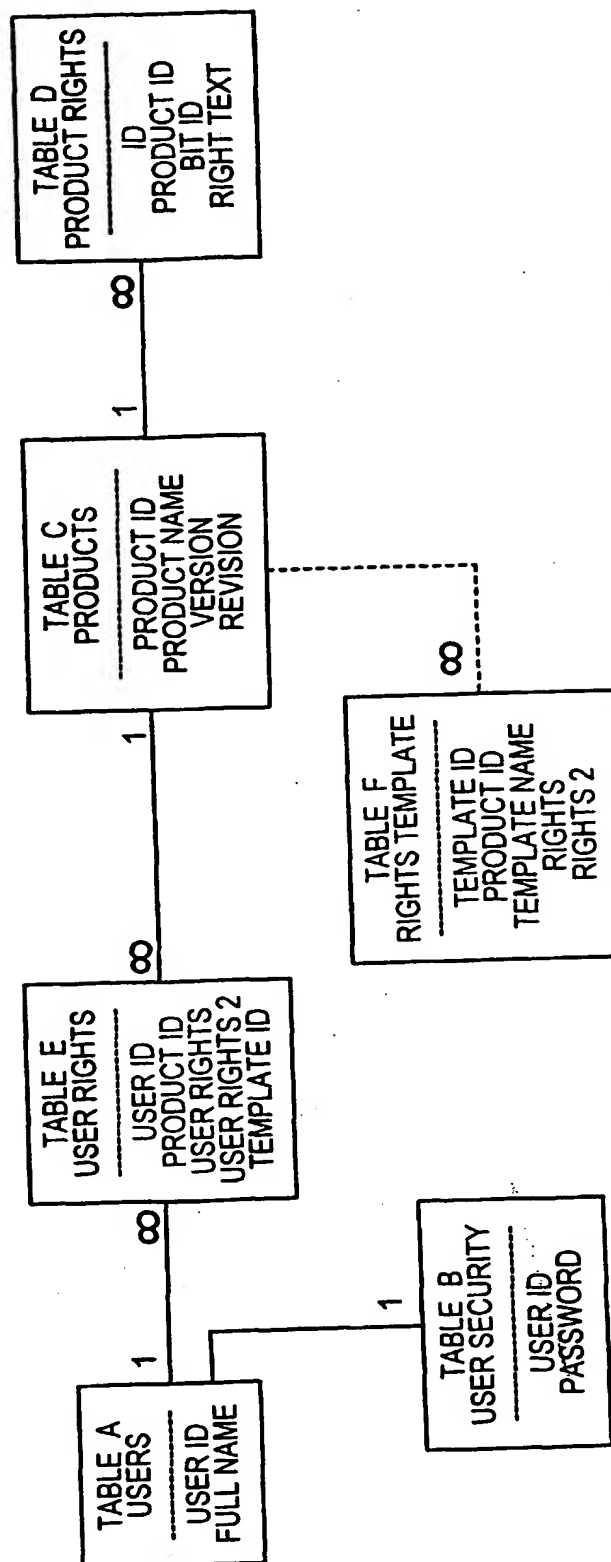 TABLE A
USERS
USER ID
FULL NAME
1
∞
TABLE E
USER RIGHTS
USER ID
PRODUCT ID
USER RIGHTS
USER RIGHTS 2
TEMPLATE ID
∞
1
TABLE C
PRODUCTS
PRODUCT ID
PRODUCT NAME
VERSION
REVISION
1
∞
TABLE D
PRODUCT RIGHTS
ID
PRODUCT ID
BIT ID
RIGHT TEXT
1
TABLE B
USER SECURITY
USER ID
PASSWORD
∞
TABLE F
RIGHTS TEMPLATE
TEMPLATE ID
PRODUCT ID
TEMPLATE NAME
RIGHTS
RIGHTS 2